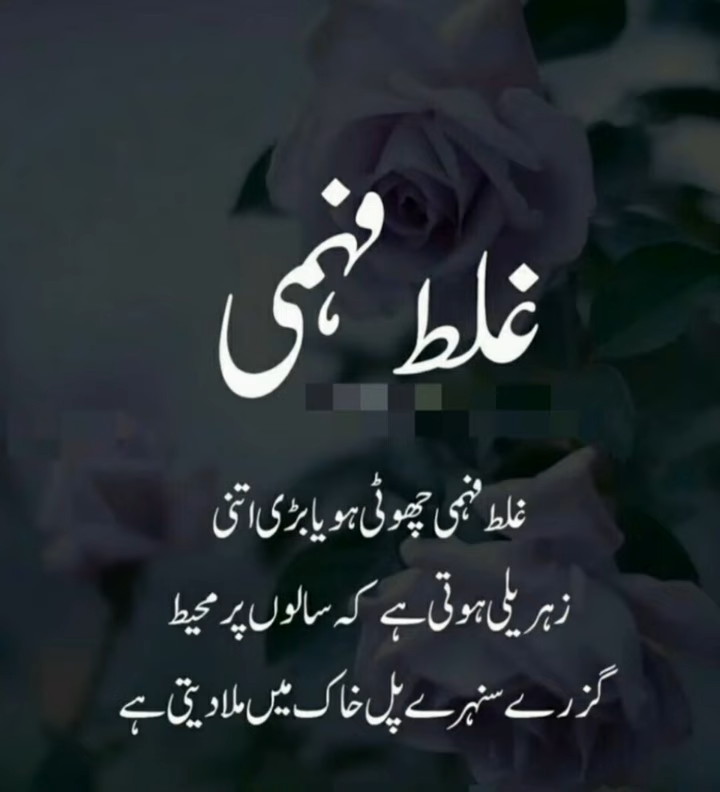 غلط فہمی
غلط فہمی چھوٹی ہو یا بڑی اتنی
زہریلی ہوتی ہے کہ سالوں پر محیط
گزرے سنہرے پل خاک میں ملا دیتی ہے